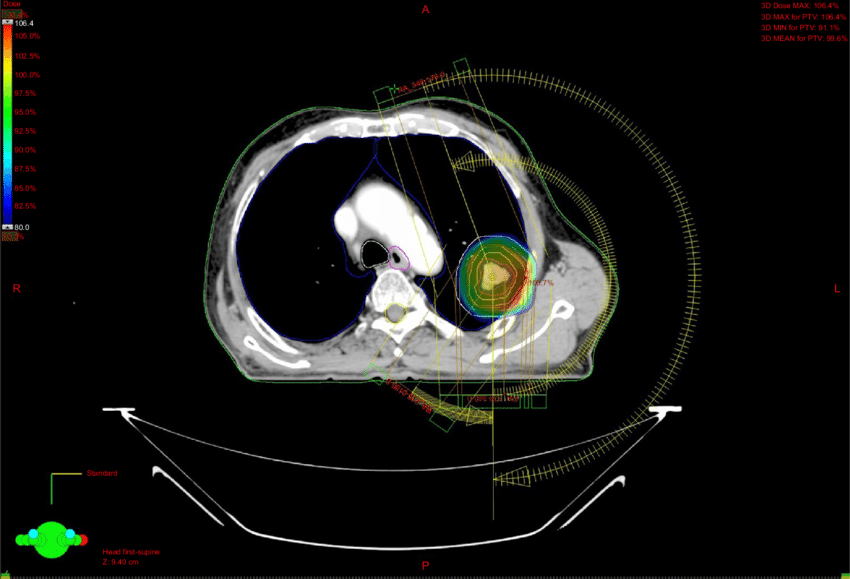 Dose
106.4
105.0%
102.5%
100.0%
97.5%
95.0%
92.5%
90.0%
87.5%
85.0%
82.5%
80.0
A
3D Dose MAX: 106.4%
3D MAX for PTV: 106.4%
3D MIN for PTV: 91.1%
3D MEAN for PTV: 99.6%
R
L
Standard
Head first-supine
Z: 9.40 cm
P